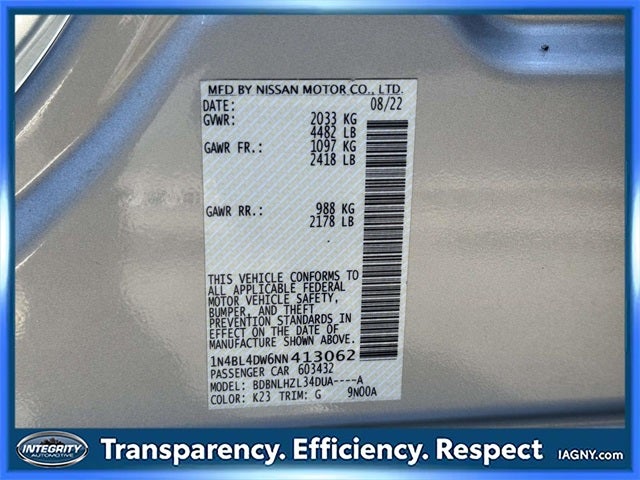 MFD BY NISSAN MOTOR CO., LTD.
DATE: 08/22
GVWR: 2033 KG
4482 LB
GAWR FR.: 1097 KG
2418 LB
GAWR RR.: 988 KG
2178 LB
THIS VEHICLE CONFORMS TO
ALL APPLICABLE FEDERAL
MOTOR VEHICLE SAFETY,
BUMPER, AND THEFT
PREVENTION STANDARDS IN
EFFECT ON THE DATE OF
MANUFACTURE SHOWN ABOVE.
1N4BL4DW6NN413062
PASSENGER CAR 603432
MODEL: BDBNLHZL34DUA----A
COLOR: K23 TRIM: G 9N00A
INTEGRITY
AUTOMOTIVE
Transparency. Efficiency. Respect
IAGNY.com